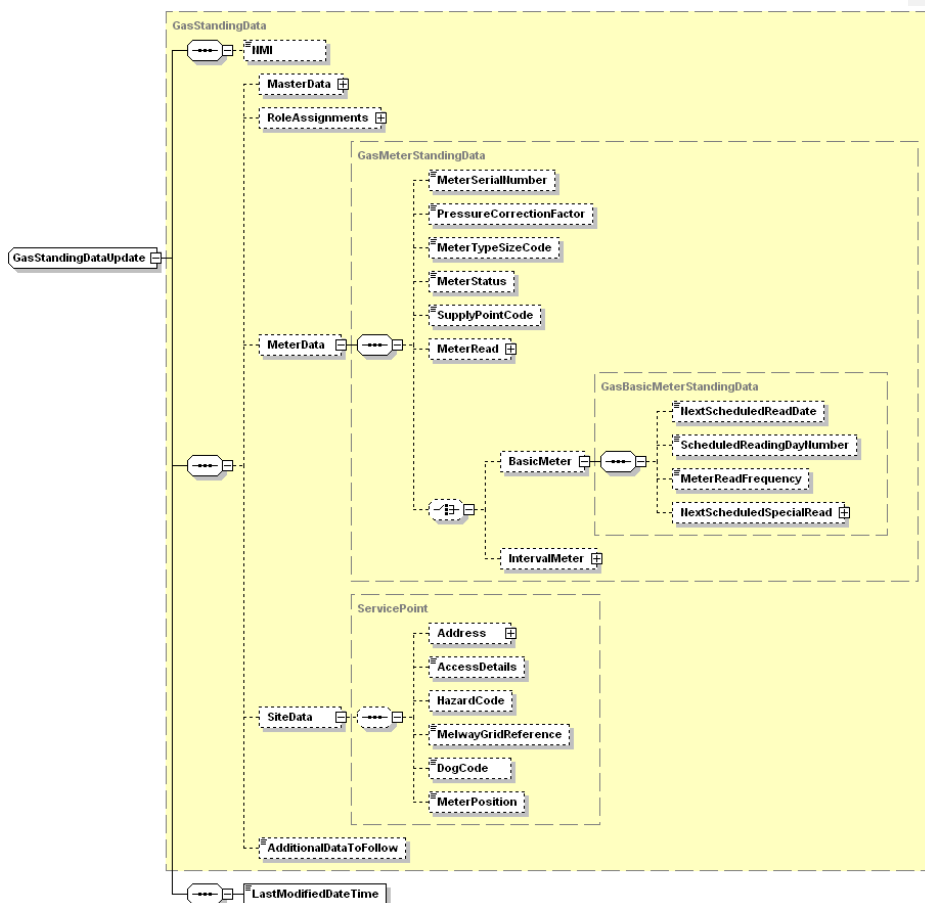 GasStandingData
NMI
MasterData
RoleAssignments
GasMeterStandingData
MeterSerialNumber
PressureCorrectionFactor
MeterTypeSizeCode
GasStandingDataUpdate
MeterStatus
SupplyPointCode
MeterData
MeterRead
GasBasicMeterStandingData
NextScheduledReadDate
ScheduledReadingDayNumber
BasicMeter
MeterReadFrequency
NextScheduledSpecialRead
IntervalMeter
ServicePoint
Address
AccessDetails
HazardCode
SiteData
MelwayGridReference
DogCode
MeterPosition
AdditionalDataToFollow
LastModifiedDateTime